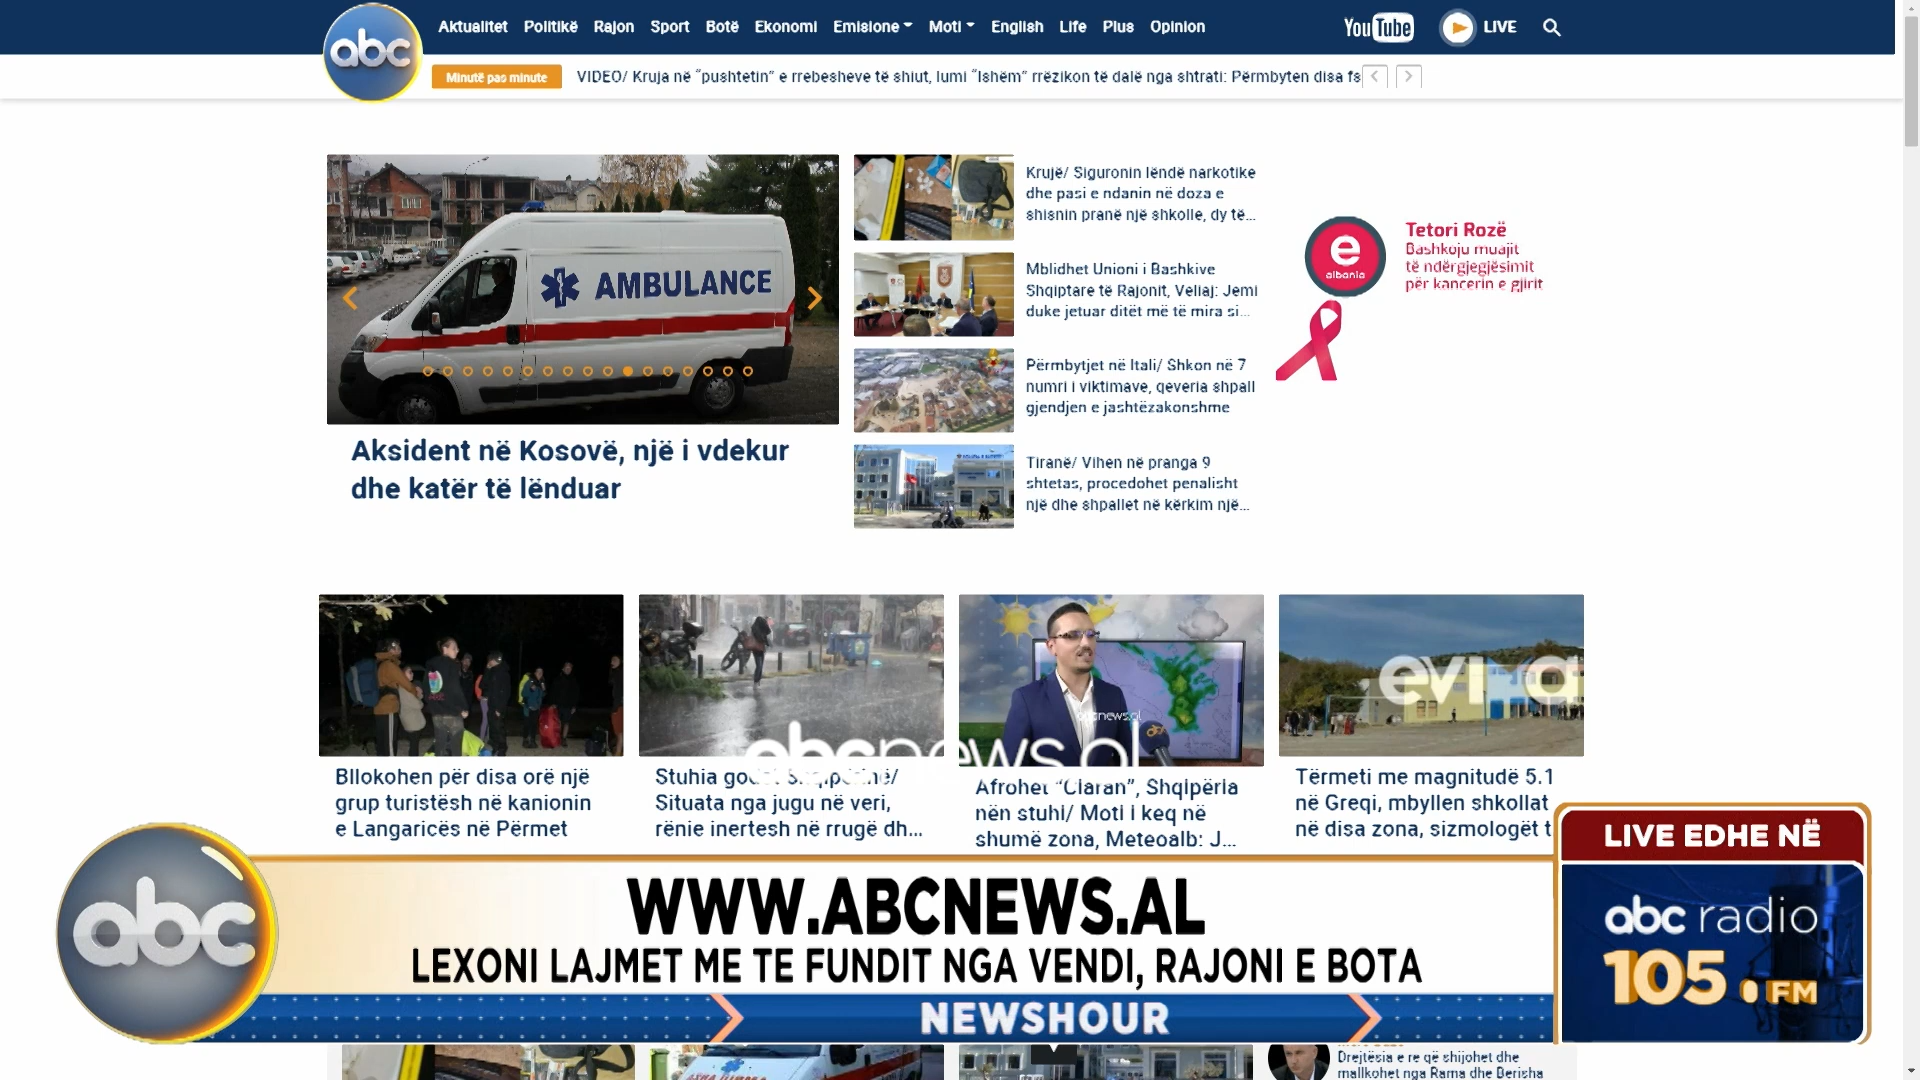 abc
Aktualitet Politikë Rajon Sport Botë Ekonomi Emisione Moti English Life Plus Opinion
YouTube
LIVE
Minutë pas minute
VIDEO/ Kruja në “pushtetin” e rrebesheve të shiut, lumi “Ishëm” rrëzikon të dalë nga shtrati: Përmbyten disa fs
AMBULANCE
Aksident në Kosovë, një i vdekur
dhe katër të lënduar
Krujë/ Siguronin lëndë narkotike
dhe pasi e ndanin në doza e
shisnin pranë një shkolle, dy të...
Mblidhet Unioni i Bashkive
Shqiptare të Rajonit, Veliaj: Jemi
duke jetuar ditët më të mira si...
Përmbytjet në Itali/ Shkon në 7
numri i viktimave, qeveria shpall
gjendjen e jashtëzakonshme
Tiranë/ Vihen në pranga 9
shtetas, procedohet penalisht
një dhe shpallet në kërkim një...
e
albania
Tetori Rozë
Bashkoju muajit
të ndërgjegjësimit
për kancerin e gjirit
abcnews.al
abcnews.al
Bllokohen për disa orë një
grup turistësh në kanionin
e Langaricës në Përmet
Stuhia godet Shqipërinë/
Situata nga jugu në veri,
rënie inertesh në rrugë dh...
Afrohet “Ciaran”, Shqipëria
nën stuhi/ Moti i keq në
shumë zona, Meteoalb: J...
Tërmeti me magnitudë 5.1
në Greqi, mbyllen shkollat
në disa zona, sizmologët t
LIVE EDHE NË
abc radio
105.0 FM
abc
WWW.ABCNEWS.AL
LEXONI LAJMET ME TE FUNDIT NGA VENDI, RAJONI E BOTA
NEWSHOUR
Drejtësia e re që shijohet dhe
mallkohet nga Rama dhe Berisha